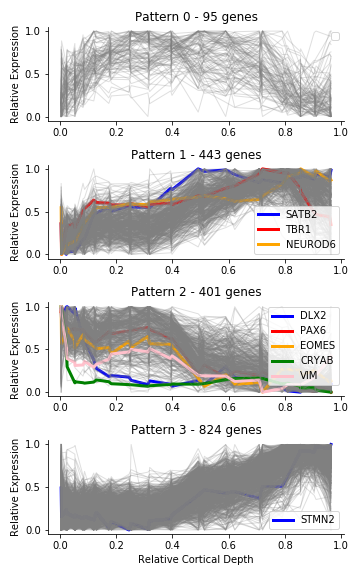 Pattern 0 - 95 genes
Relative Expression
1.0
0.5
0.0
0.0 0.2 0.4 0.6 0.8 1.0
Pattern 1 - 443 genes
Relative Expression
1.0
0.5
0.0
SATB2
TBR1
NEUROD6
0.0 0.2 0.4 0.6 0.8 1.0
Pattern 2 - 401 genes
Relative Expression
1.0
0.5
0.0
DLX2
PAX6
EOMES
CRYAB
VIM
0.0 0.2 0.4 0.6 0.8 1.0
Pattern 3 - 824 genes
Relative Expression
1.0
0.5
0.0
STMN2
0.0 0.2 0.4 0.6 0.8 1.0
Relative Cortical Depth